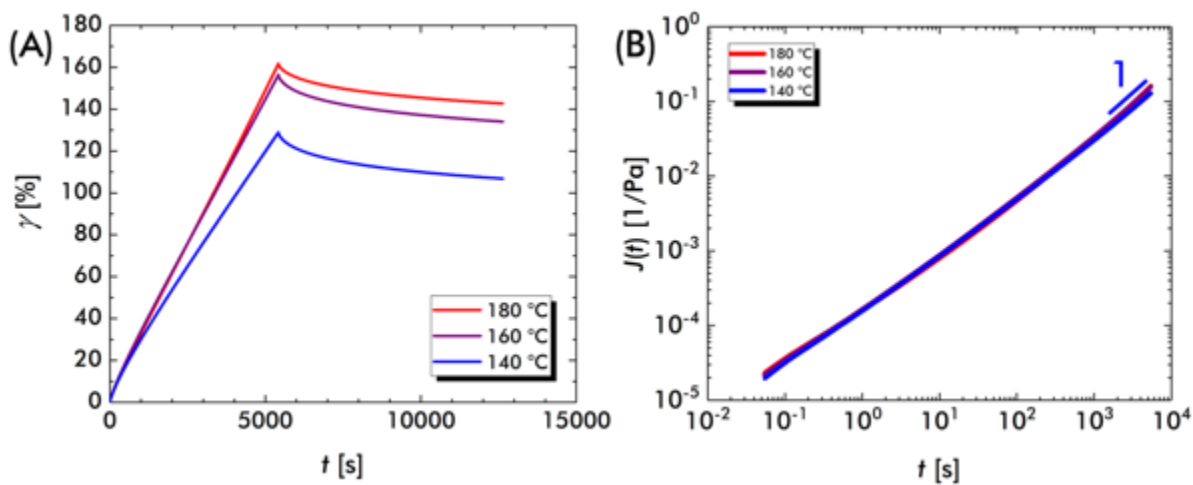 (A)
180
160
140
120
100
80
60
40
20
0
γ [%]
180 °C
160 °C
140 °C
0 5000 10000 15000
t [s]
(B)
10⁰
10⁻¹
10⁻²
10⁻³
10⁻⁴
10⁻⁵
J(t) [1/Pa]
180 °C
160 °C
140 °C
1
10⁻² 10⁻¹ 10⁰ 10¹ 10² 10³ 10⁴
t [s]